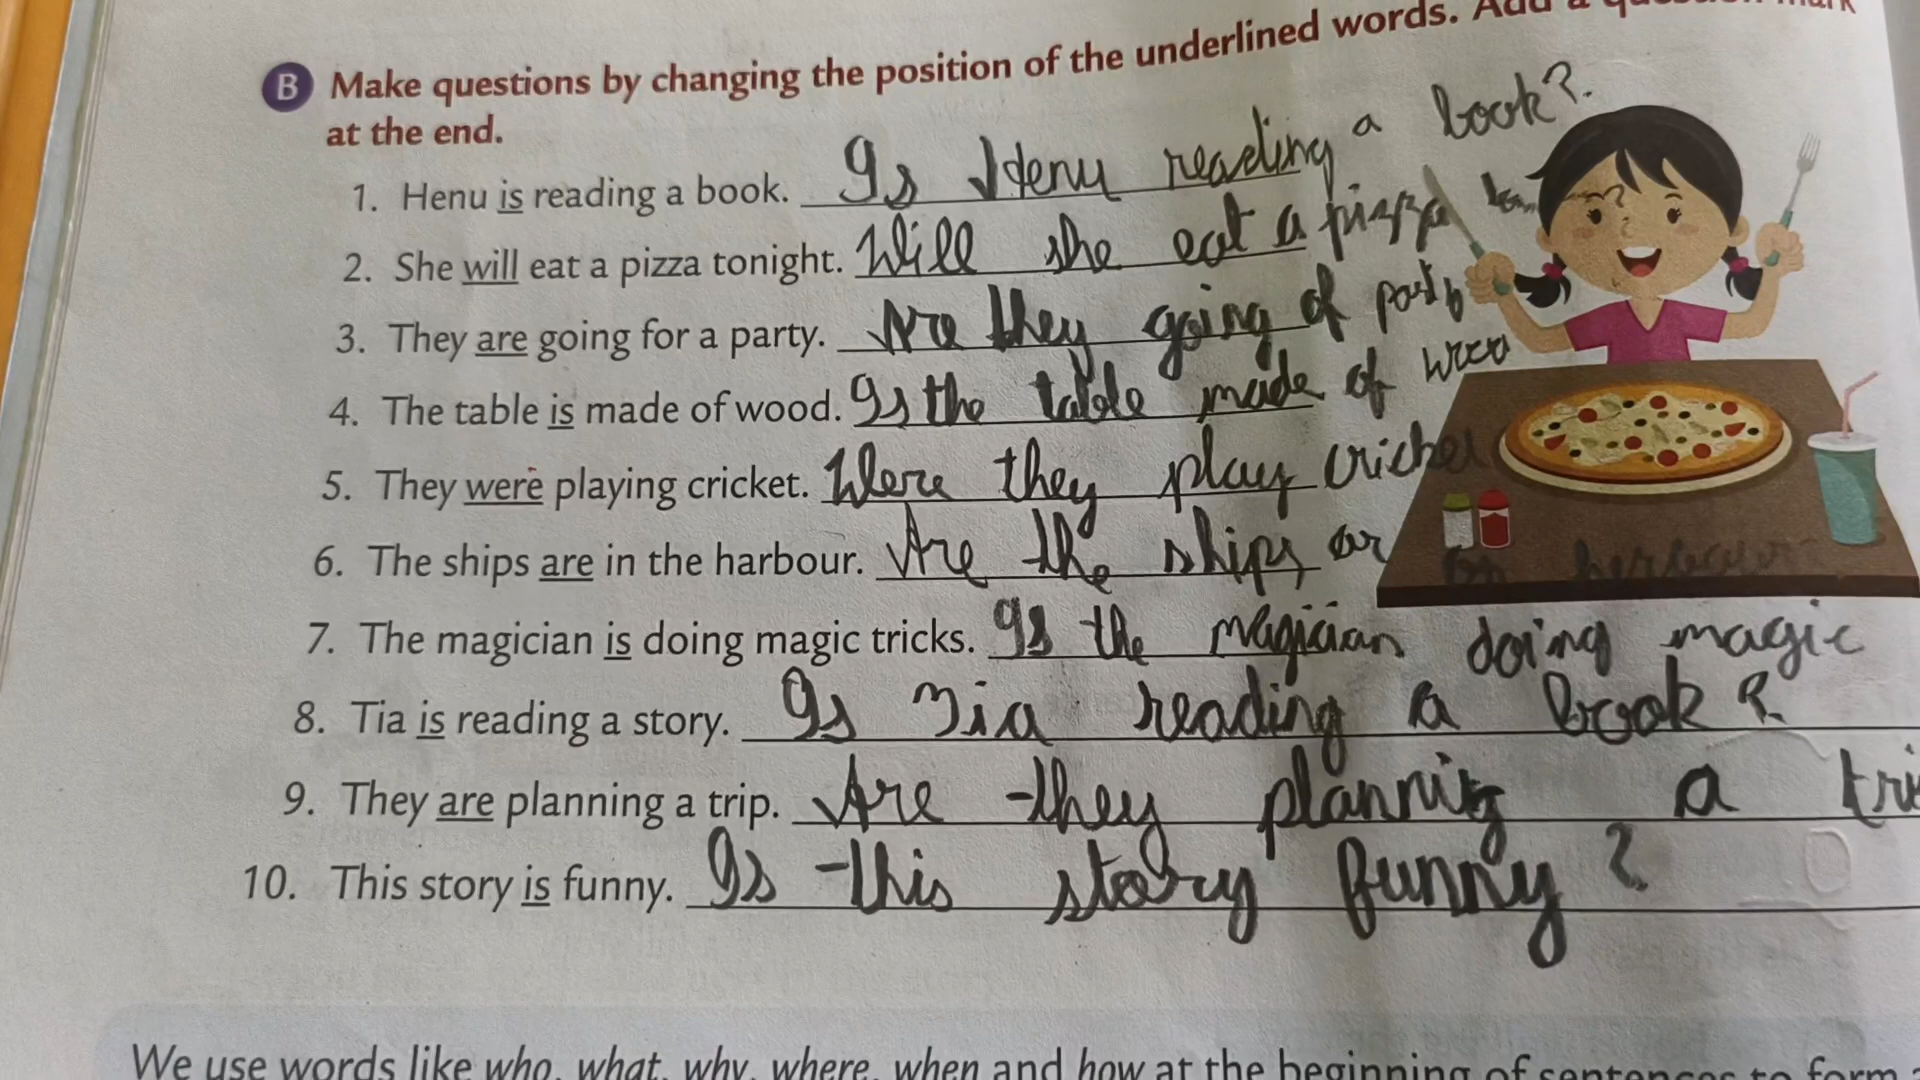 B Make questions by changing the position of the underlined words. Add a question mark
at the end.
1. Henu is reading a book. Is Henu reading a book?
2. She will eat a pizza tonight. Will she eat a pizza
3. They are going for a party. Are they going of party
4. The table is made of wood. Is the table made of
5. They were playing cricket. Were they play
6. The ships are in the harbour. Are the ships
7. The magician is doing magic tricks. Is the magician doing magic
8. Tia is reading a story. Is Tia reading a book?
9. They are planning a trip. Are they a
10. This story is funny. Is this story funny?
We use words like who, what, why, where, when and how at the beginning of sentences to form